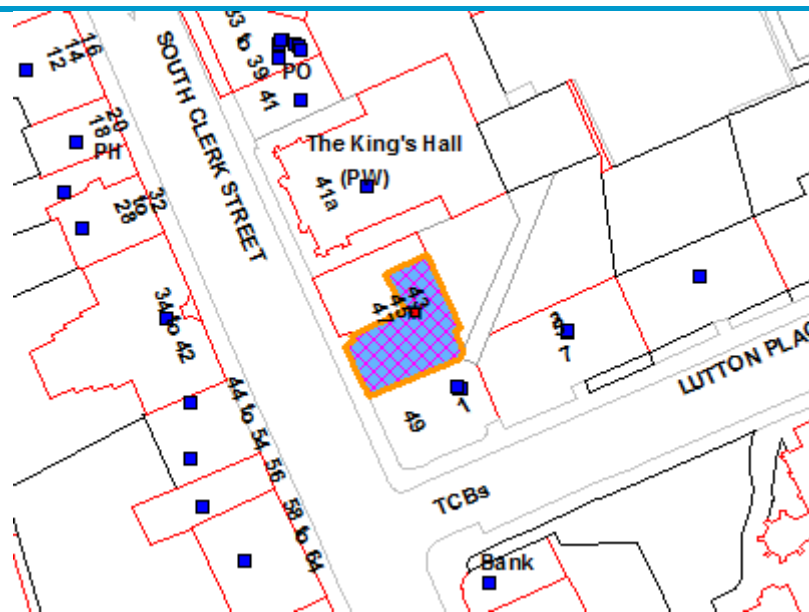 16
14
12
20
18
PH
32
to
28
SOUTH CLERK STREET
33 to 39
PO
41
The King's Hall
(PW)
41a
43
45
47
34 to 42
44 to 54
56
58 to 64
49
1
7
LUTTON PLAC
TCBs
Bank